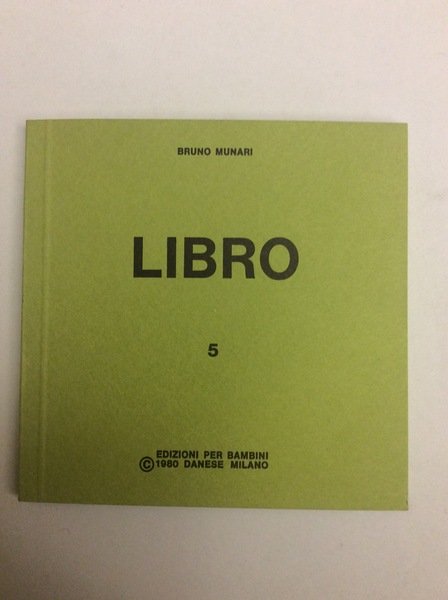 BRUNO MUNARI
LIBRO
5
EDIZIONI PER BAMBINI
© 1980 DANESE MILANO